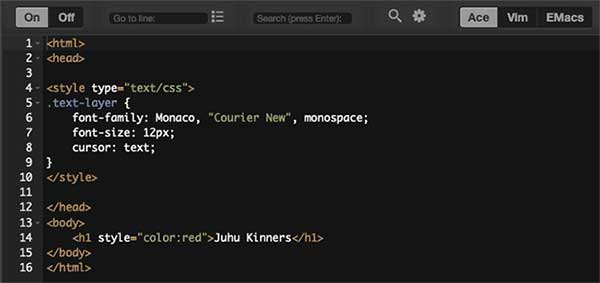 On Off Go to line: Search (press Enter): Ace Vim EMacs
1 <html>
2 <head>
3
4 <style type="text/css">
5 .text-layer {
6     font-family: Monaco, "Courier New", monospace;
7     font-size: 12px;
8     cursor: text;
9 }
10 </style>
11
12 </head>
13 <body>
14     <h1 style="color:red">Juhu Kinners</h1>
15 </body>
16 </html>